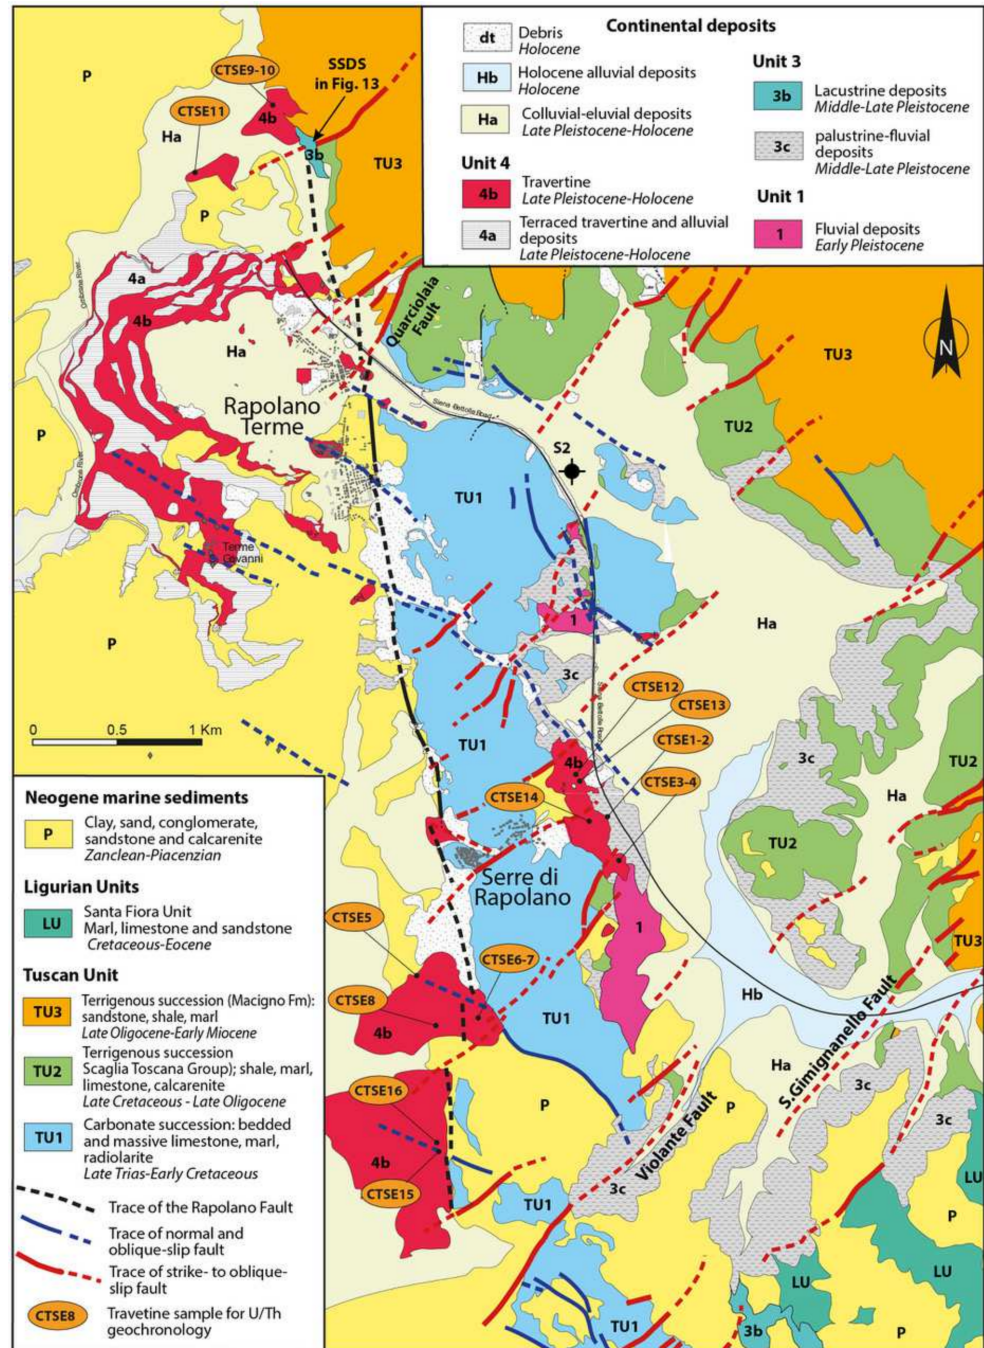 Continental deposits
dt Debris
Holocene
Hb Holocene alluvial deposits
Holocene
Ha Colluvial-eluvial deposits
Late Pleistocene-Holocene
Unit 4
4b Travertine
Late Pleistocene-Holocene
4a Terraced travertine and alluvial
deposits
Late Pleistocene-Holocene
Unit 3
3b Lacustrine deposits
Middle-Late Pleistocene
3c palustrine-fluvial
deposits
Middle-Late Pleistocene
Unit 1
1 Fluvial deposits
Early Pleistocene
P
CTSE9-10
SSDS
in Fig. 13
CTSE11
4b
Ha
3b
TU3
P
4a
Ombrone River
4b
Quarciolaia
Fault
N
Ha
TU3
Rapolano
Terme
Siena-Bettolle Road
TU2
P
S2
Ombrone River
TU1
Terme
P
1
Ha
3c
CTSE12
CTSE13
Siena Bettolle Road
0 0.5 1 Km
TU1
CTSE1-2
4b
3c
TU2
CTSE3-4
CTSE14
Ha
TU2
Serre di
Rapolano
CTSE5
1
TU3
CTSE6-7
Hb
CTSE8
4b
TU1
S.Gimignanello Fault
Ha
3c
CTSE16
P
Violante Fault
P
3c
4b
CTSE15
3c
LU
TU1
P
LU
LU
3b
TU1
P
Neogene marine sediments
P Clay, sand, conglomerate,
sandstone and calcarenite
Zanclean-Piacenzian
Ligurian Units
LU Santa Fiora Unit
Marl, limestone and sandstone
Cretaceous-Eocene
Tuscan Unit
TU3 Terrigenous succession (Macigno Fm):
sandstone, shale, marl
Late Oligocene-Early Miocene
TU2 Terrigenous succession
Scaglia Toscana Group); shale, marl,
limestone, calcarenite
Late Cretaceous - Late Oligocene
TU1 Carbonate succession: bedded
and massive limestone, marl,
radiolarite
Late Trias-Early Cretaceous
Trace of the Rapolano Fault
Trace of normal and
oblique-slip fault
Trace of strike- to oblique-
slip fault
CTSE8 Travetine sample for U/Th
geochronology